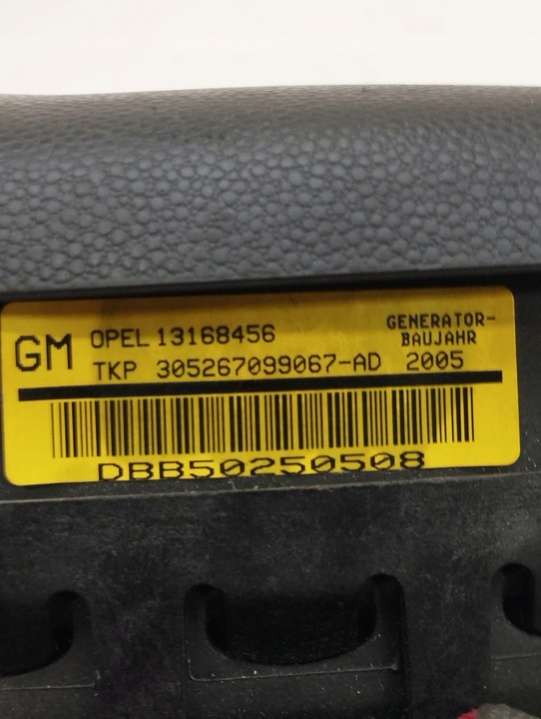 GM
OPEL 13168456
TKP 305267099067-AD
GENERATOR-
BAUJAHR
2005
DBB50250508